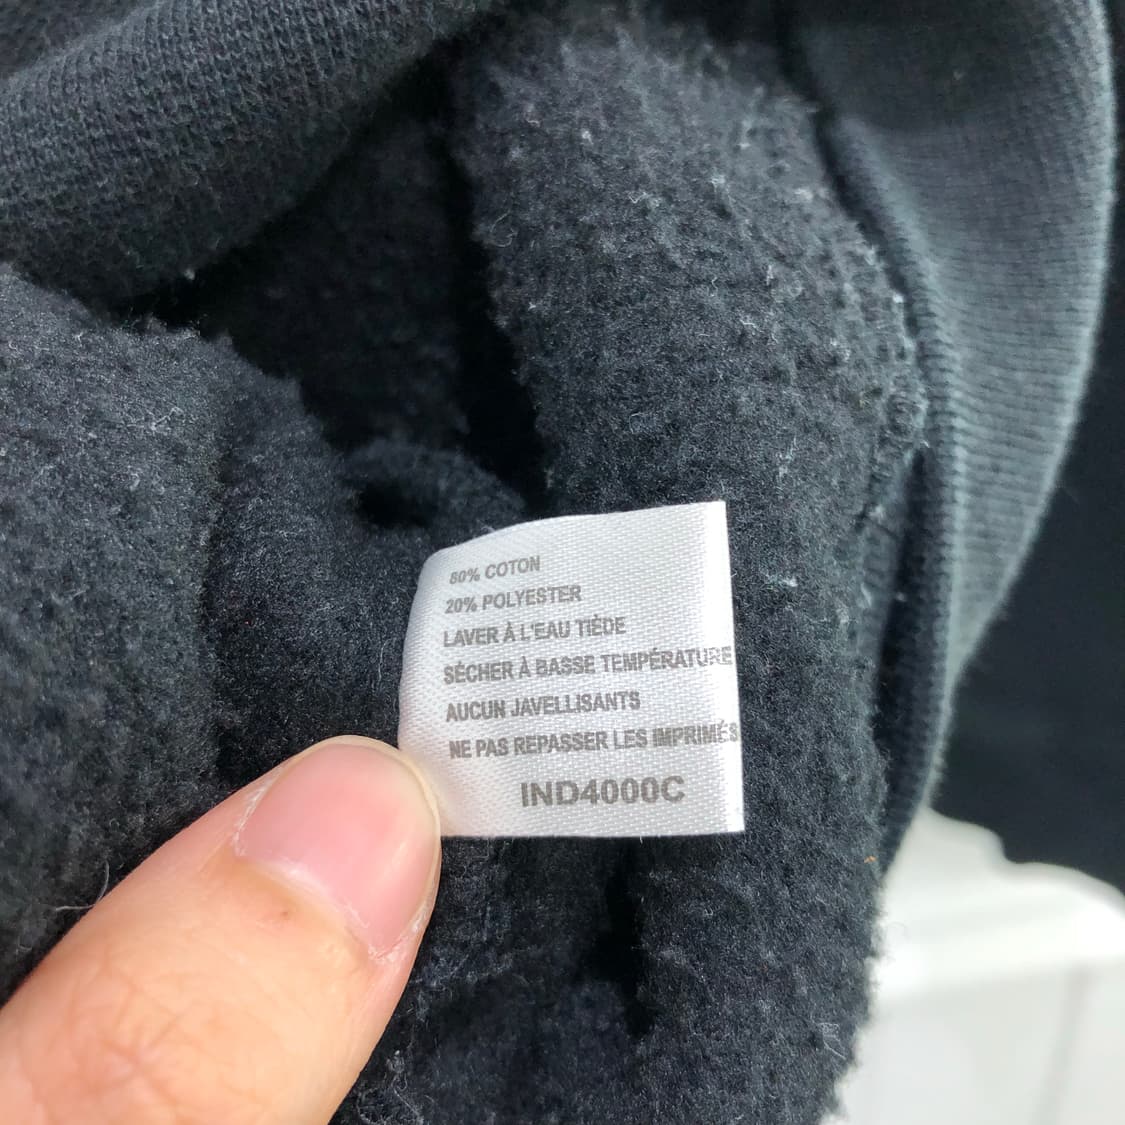 80% COTON
20% POLYESTER
LAVER À L'EAU TIÈDE
SÉCHER À BASSE TEMPÉRATURE
AUCUN JAVELLISANTS
NE PAS REPASSER LES IMPRIMÉS
IND4000C